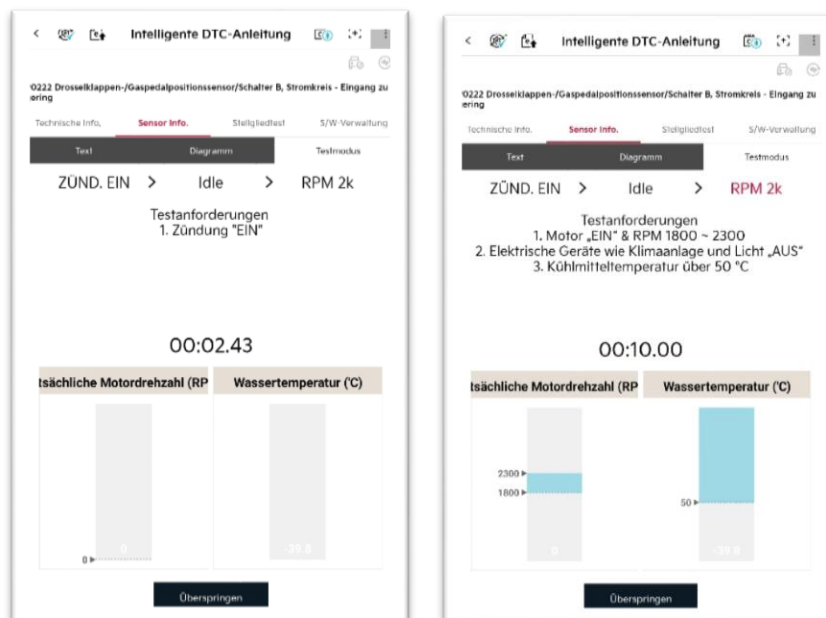 Intelligente DTC-Anleitung
0222 Drosselklappen-/Gaspedalpositionssensor/Schalter B, Stromkreis - Eingang zu
ering
Technische Info. Sensor Info. Stellgliedtest S/W-Verwaltung
Text Diagramm Testmodus
ZÜND. EIN > Idle > RPM 2k
Testanforderungen
1. Zündung "EIN"
00:02.43
tsächliche Motordrehzahl (RP Wassertemperatur (℃)
0
-39.8
0
Überspringen
Intelligente DTC-Anleitung
0222 Drosselklappen-/Gaspedalpositionssensor/Schalter B, Stromkreis - Eingang zu
ering
Technische Info. Sensor Info. Stellgliedtest S/W-Verwaltung
Text Diagramm Testmodus
ZÜND. EIN > Idle > RPM 2k
Testanforderungen
1. Motor „EIN“ & RPM 1800 ~ 2300
2. Elektrische Geräte wie Klimaanlage und Licht „AUS“
3. Kühlmitteltemperatur über 50 °C
00:10.00
tsächliche Motordrehzahl (RP Wassertemperatur (℃)
2300
1800
50
0
-39.8
Überspringen